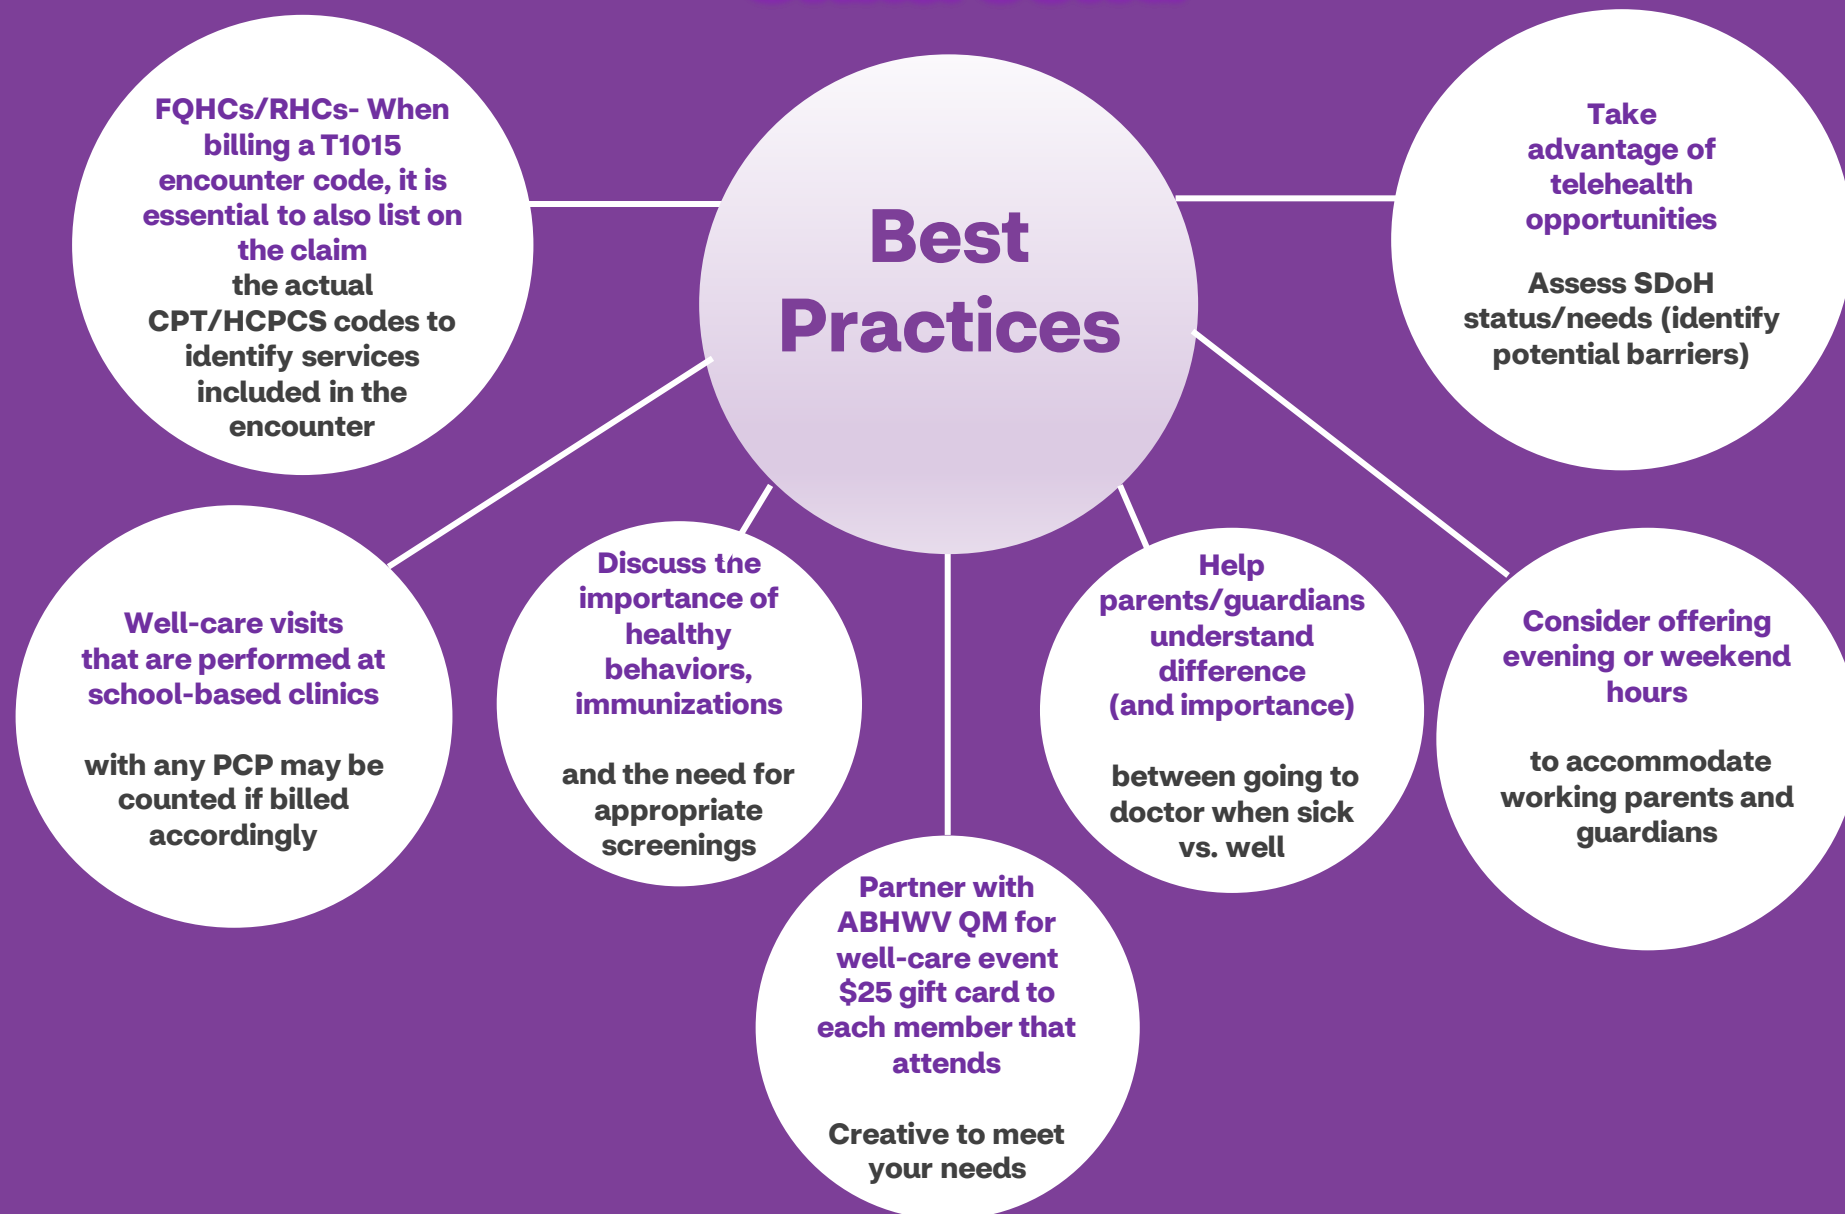 Best
Practices
FQHCs/RHCs- When
billing a T1015
encounter code, it is
essential to also list on
the claim
the actual
CPT/HCPCS codes to
identify services
included in the
encounter
Take
advantage of
telehealth
opportunities
Assess SDoH
status/needs (identify
potential barriers)
Well-care visits
that are performed at
school-based clinics
with any PCP may be
counted if billed
accordingly
Discuss the
importance of
healthy
behaviors,
immunizations
and the need for
appropriate
screenings
Partner with
ABHWV QM for
well-care event
$25 gift card to
each member that
attends
Creative to meet
your needs
Help
parents/guardians
understand
difference
(and importance)
between going to
doctor when sick
vs. well
Consider offering
evening or weekend
hours
to accommodate
working parents and
guardians